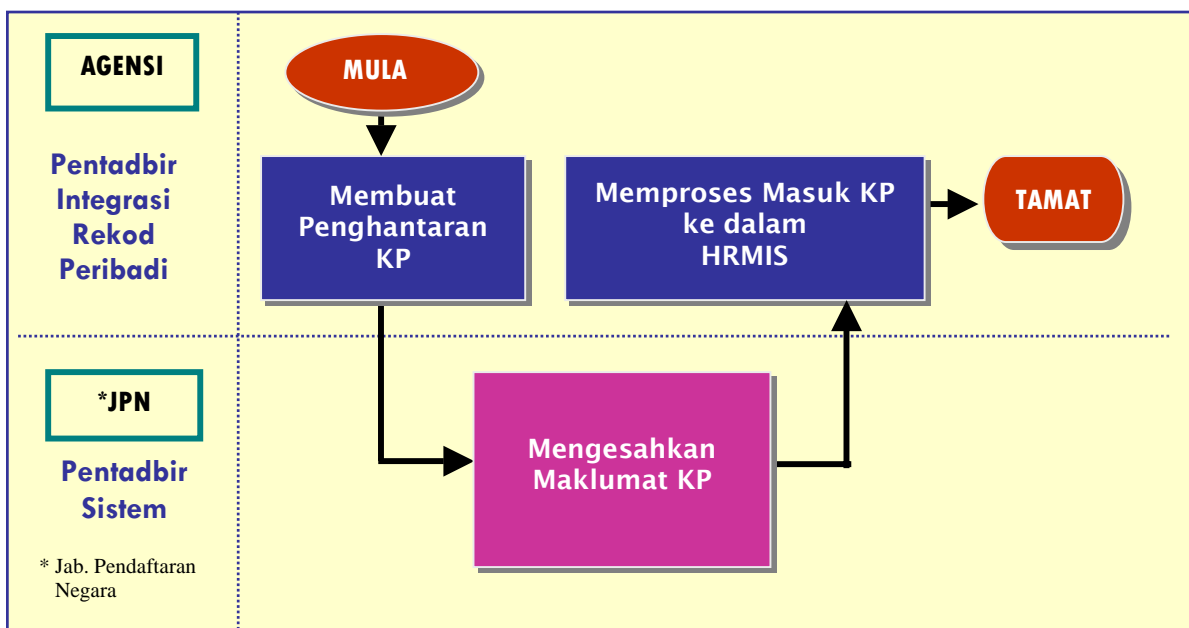 AGENSI
Pentadbir
Integrasi
Rekod
Peribadi
MULA
Membuat
Penghantaran
KP
Memproses Masuk KP
ke dalam
HRMIS
TAMAT
*JPN
Pentadbir
Sistem
* Jab. Pendaftaran
Negara
Mengesahkan
Maklumat KP